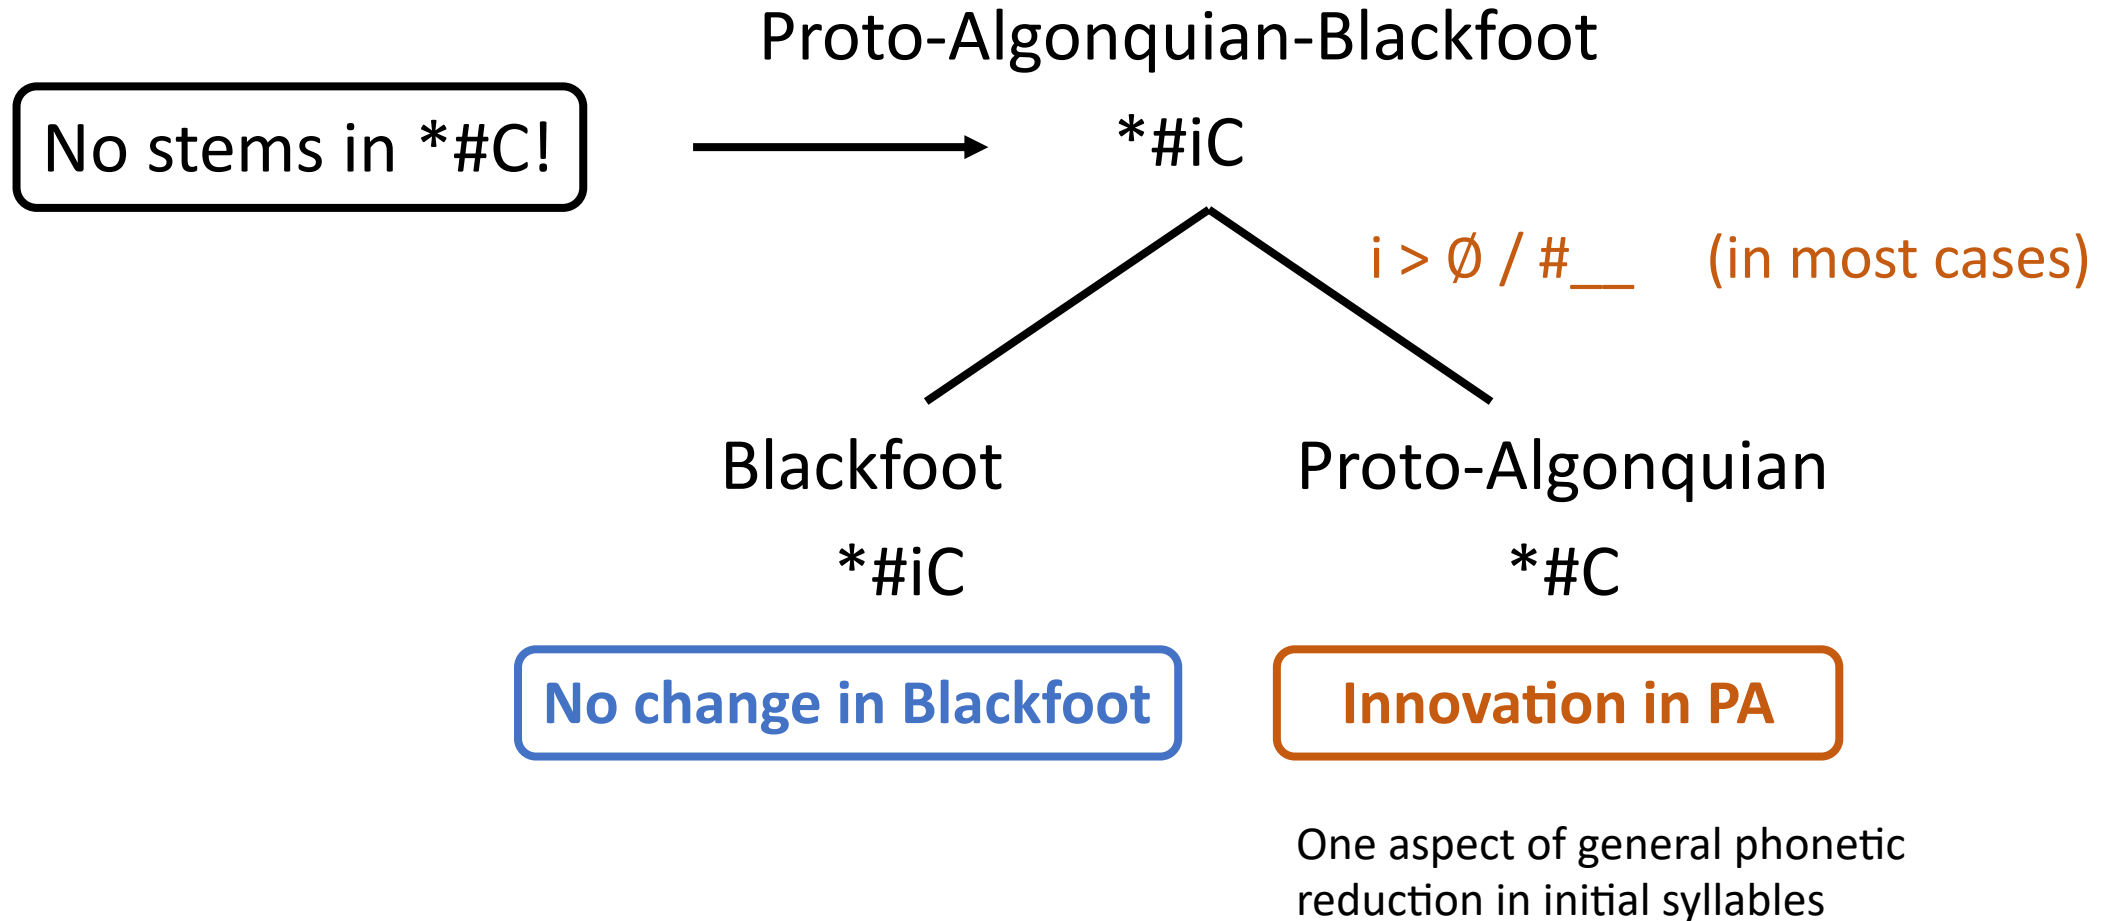 Proto-Algonquian-Blackfoot
No stems in *#C!
*#iC
i > Ø / #__ (in most cases)
Blackfoot
Proto-Algonquian
*#iC
*#C
No change in Blackfoot
Innovation in PA
One aspect of general phonetic
reduction in initial syllables